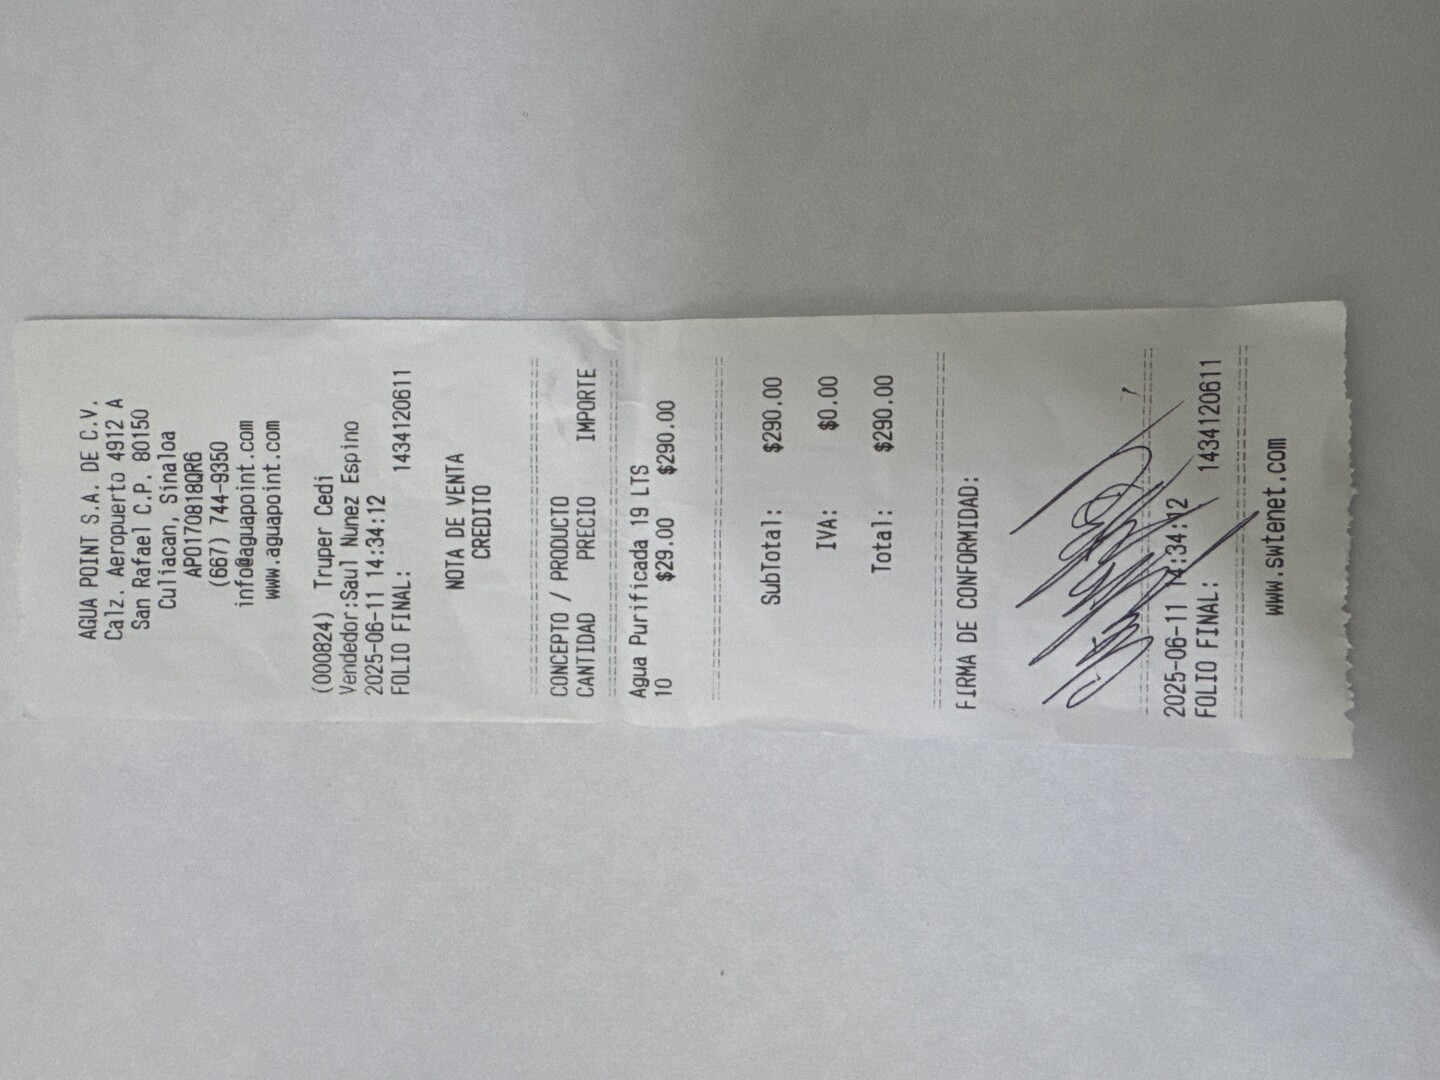 AGUA POINT S.A. DE C.V.
Calz. Aeropuerto 4912 A
San Rafael C.P. 80150
Culiacan, Sinaloa
APO170818QR6
(667) 744-9350
info@aguapoint.com
www.aguapoint.com
(000824) Truper Cedi
Vendedor:Saul Nunez Espino
2025-06-11 14:34:12
FOLIO FINAL: 1434120611
NOTA DE VENTA
CREDITO
CONCEPTO / PRODUCTO
CANTIDAD PRECIO IMPORTE
Agua Purificada 19 LTS
10 $29.00 $290.00
SubTotal: $290.00
IVA: $0.00
Total: $290.00
FIRMA DE CONFORMIDAD:
2025-06-11 14:34:12
FOLIO FINAL: 1434120611
www.swtenet.com